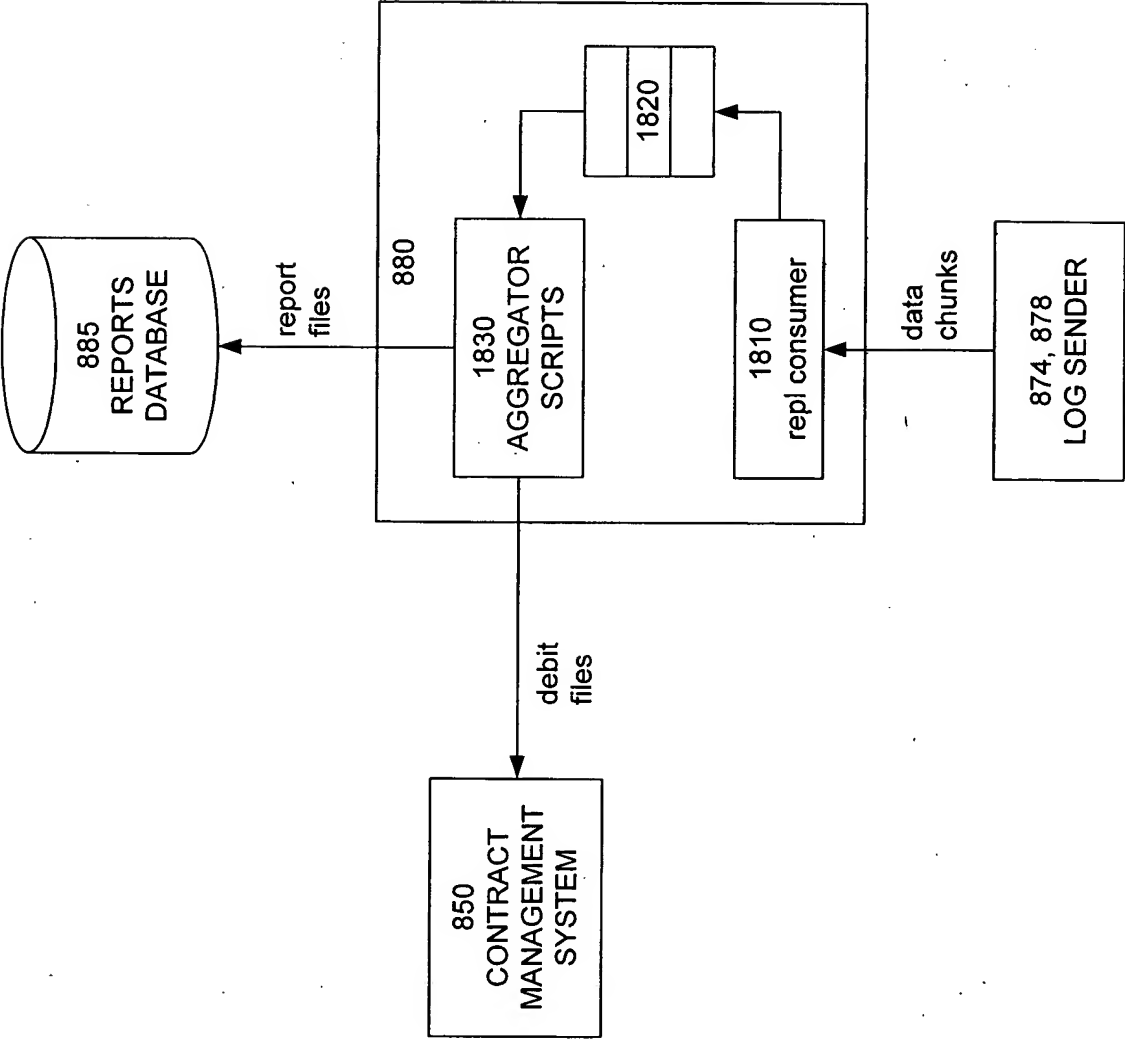 885
REPORTS
DATABASE
report
files
880
1830
AGGREGATOR
SCRIPTS
1820
1810
repl consumer
data
chunks
874, 878
LOG SENDER
debit
files
850
CONTRACT
MANAGEMENT
SYSTEM